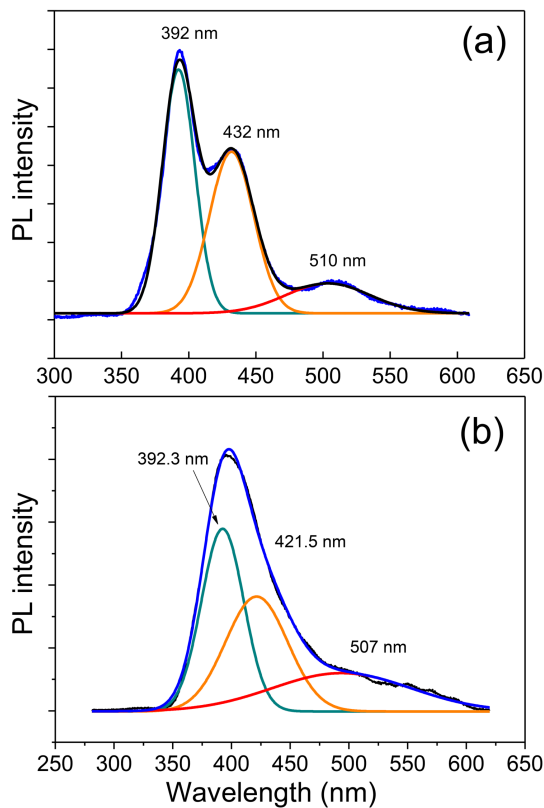 392 nm
(a)
432 nm
510 nm
PL intensity
300 350 400 450 500 550 600 650
(b)
392.3 nm
421.5 nm
507 nm
PL intensity
250 300 350 400 450 500 550 600 650
Wavelength (nm)